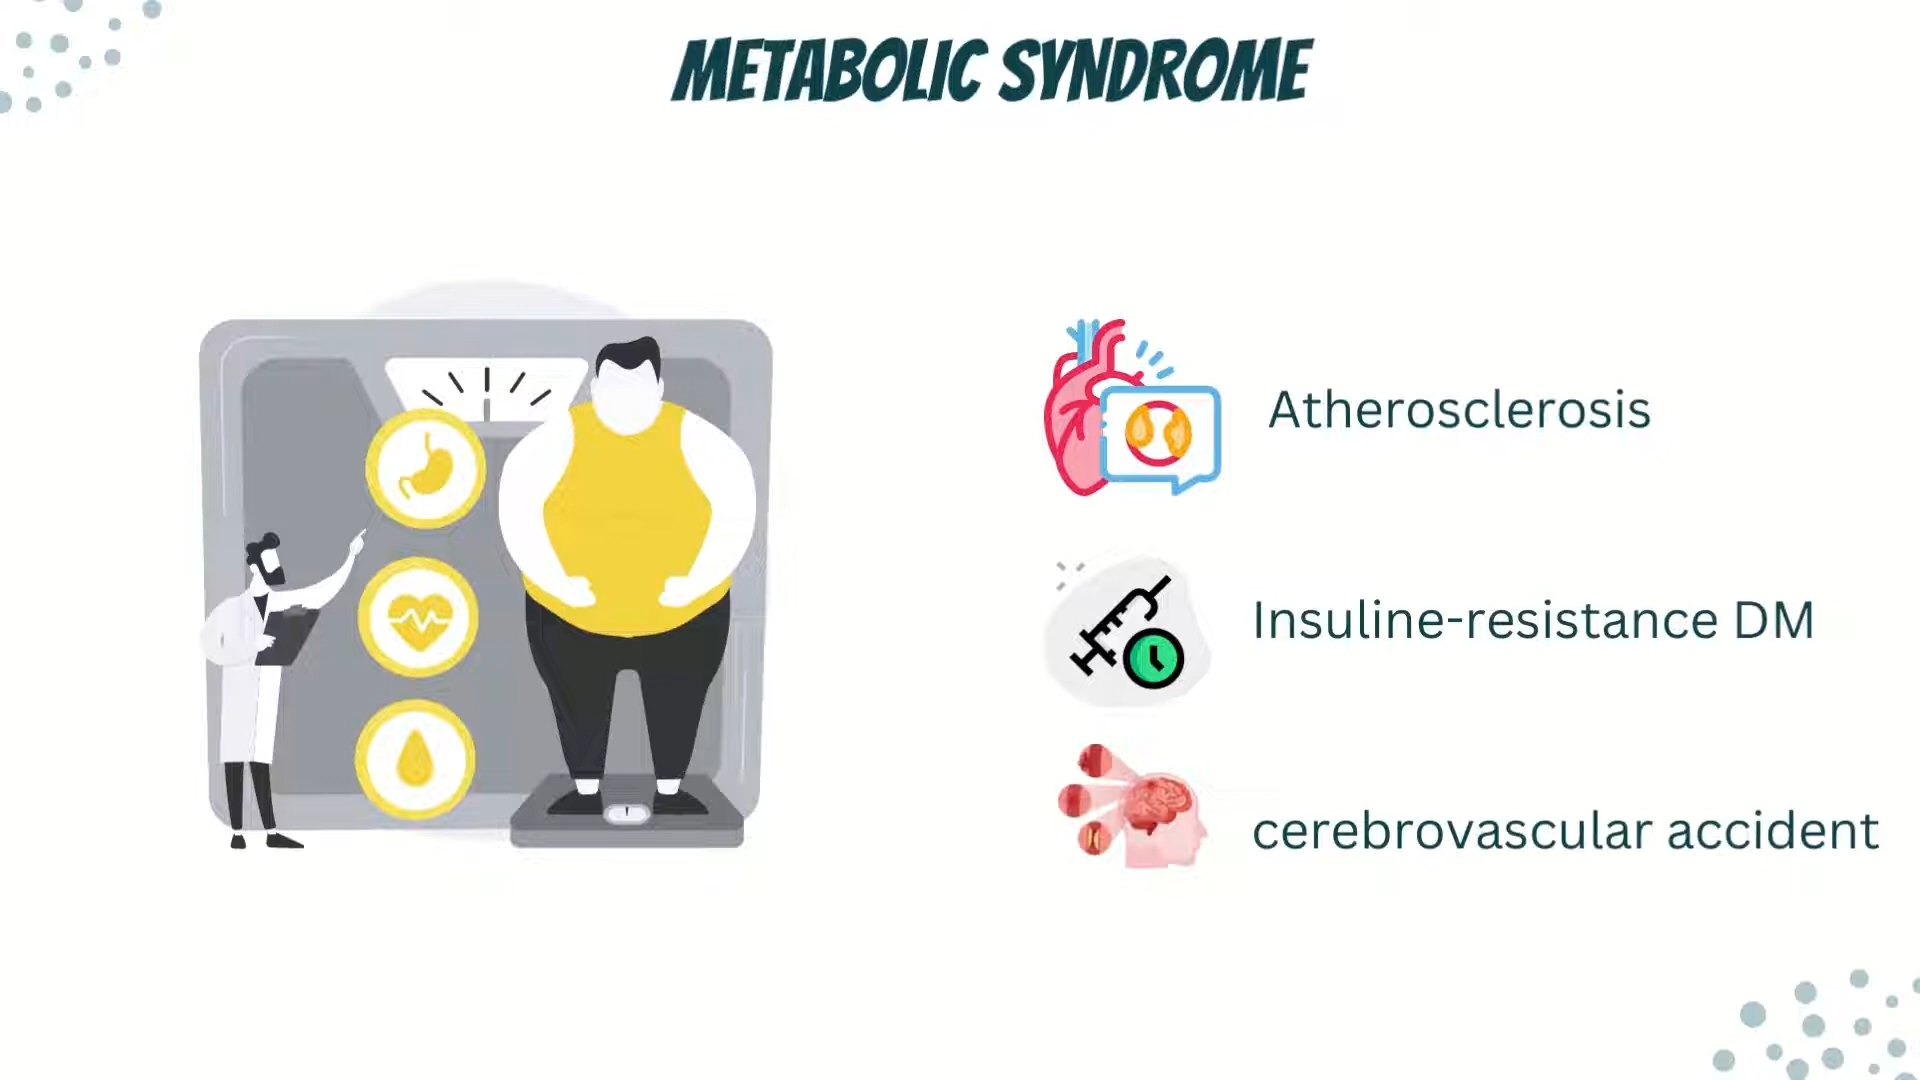 METABOLIC SYNDROME
Atherosclerosis
Insuline-resistance DM
cerebrovascular accident